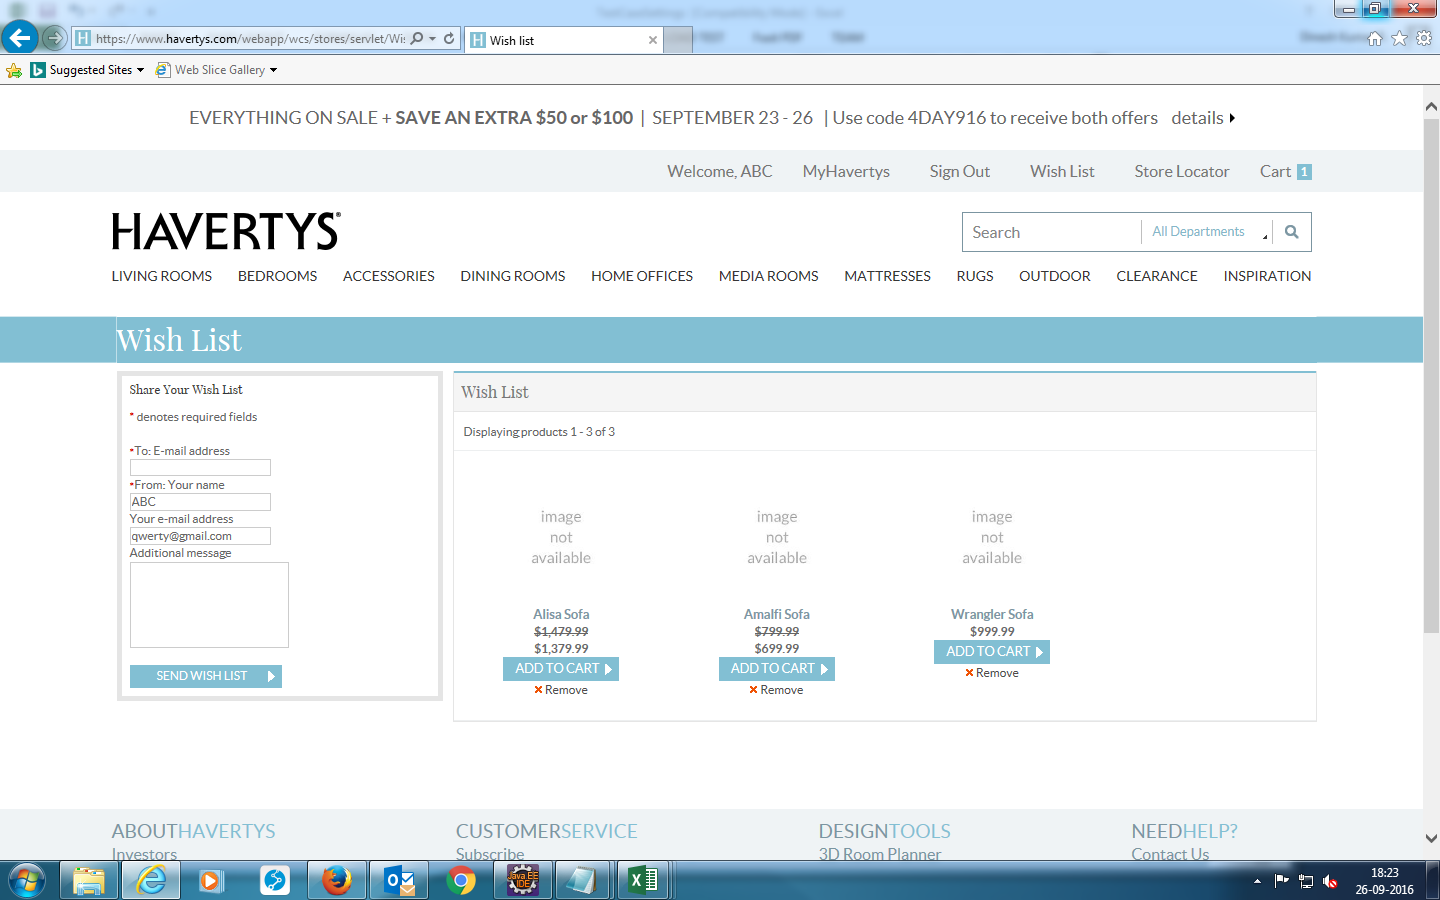 https://www.havertys.com/webapp/wcs/stores/servlet/Wi
Wish list
Suggested Sites
Web Slice Gallery
EVERYTHING ON SALE + SAVE AN EXTRA $50 or $100 | SEPTEMBER 23 - 26 | Use code 4DAY916 to receive both offers details
Welcome, ABC MyHavertys Sign Out Wish List Store Locator Cart 1
HAVERTYS®
Search All Departments
LIVING ROOMS BEDROOMS ACCESSORIES DINING ROOMS HOME OFFICES MEDIA ROOMS MATTRESSES RUGS OUTDOOR CLEARANCE INSPIRATION
Wish List
Share Your Wish List
* denotes required fields
*To: E-mail address
*From: Your name
ABC
Your e-mail address
qwerty@gmail.com
Additional message
SEND WISH LIST
Wish List
Displaying products 1 - 3 of 3
image
not
available
Alisa Sofa
$1,479.99
$1,379.99
ADD TO CART
Remove
image
not
available
Amalfi Sofa
$799.99
$699.99
ADD TO CART
Remove
image
not
available
Wrangler Sofa
$999.99
ADD TO CART
Remove
ABOUTHAVERTYS
Investors
CUSTOMERSERVICE
Subscribe
DESIGNTOOLS
3D Room Planner
NEEDHELP?
Contact Us
Java EE
IDE
18:23
26-09-2016